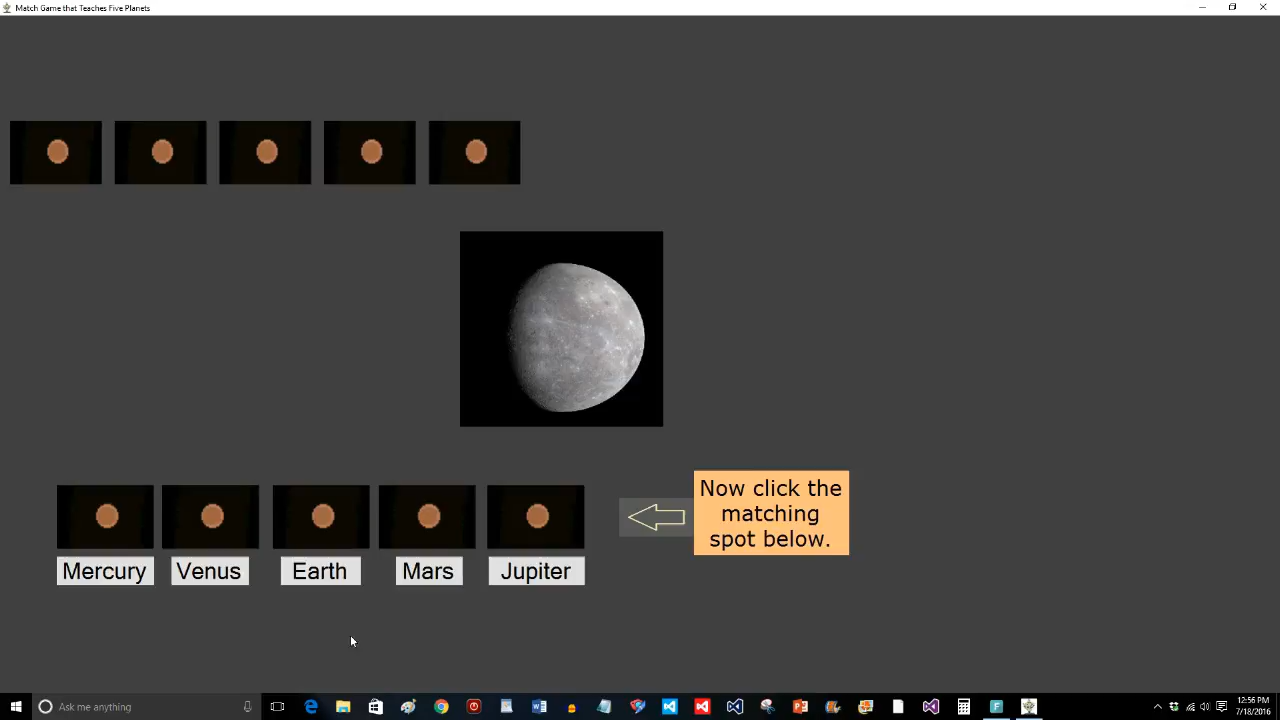 Match Game that Teaches Five Planets
Now click the
matching
spot below.
Mercury Venus Earth Mars Jupiter
Ask me anything
12:56 PM
7/18/2016